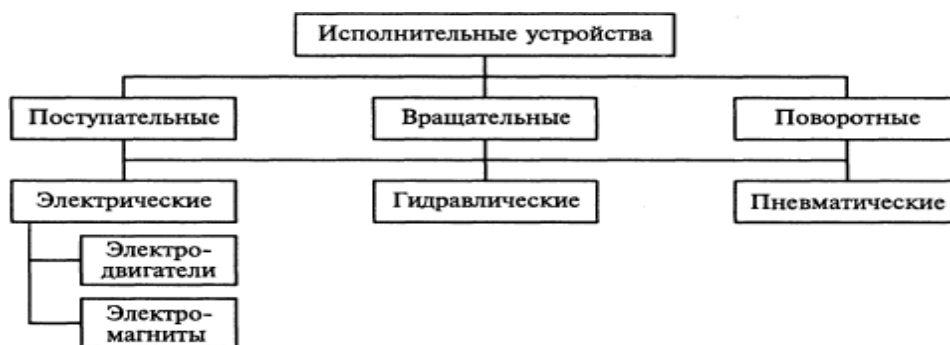 Исполнительные устройства
Поступательные
Вращательные
Поворотные
Электрические
Гидравлические
Пневматические
Электро-
двигатели
Электро-
магниты